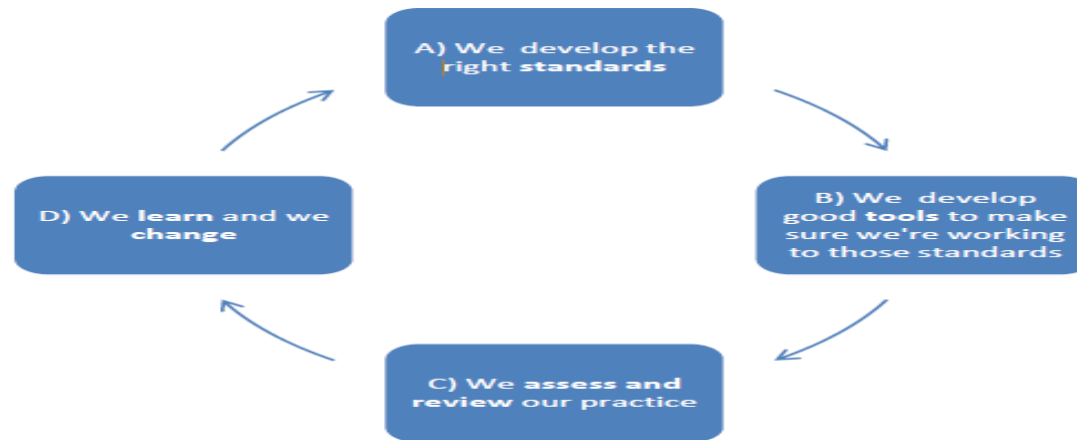 A) We develop the
right standards
B) We develop
good tools to make
sure we're working
to those standards
C) We assess and
review our practice
D) We learn and we
change